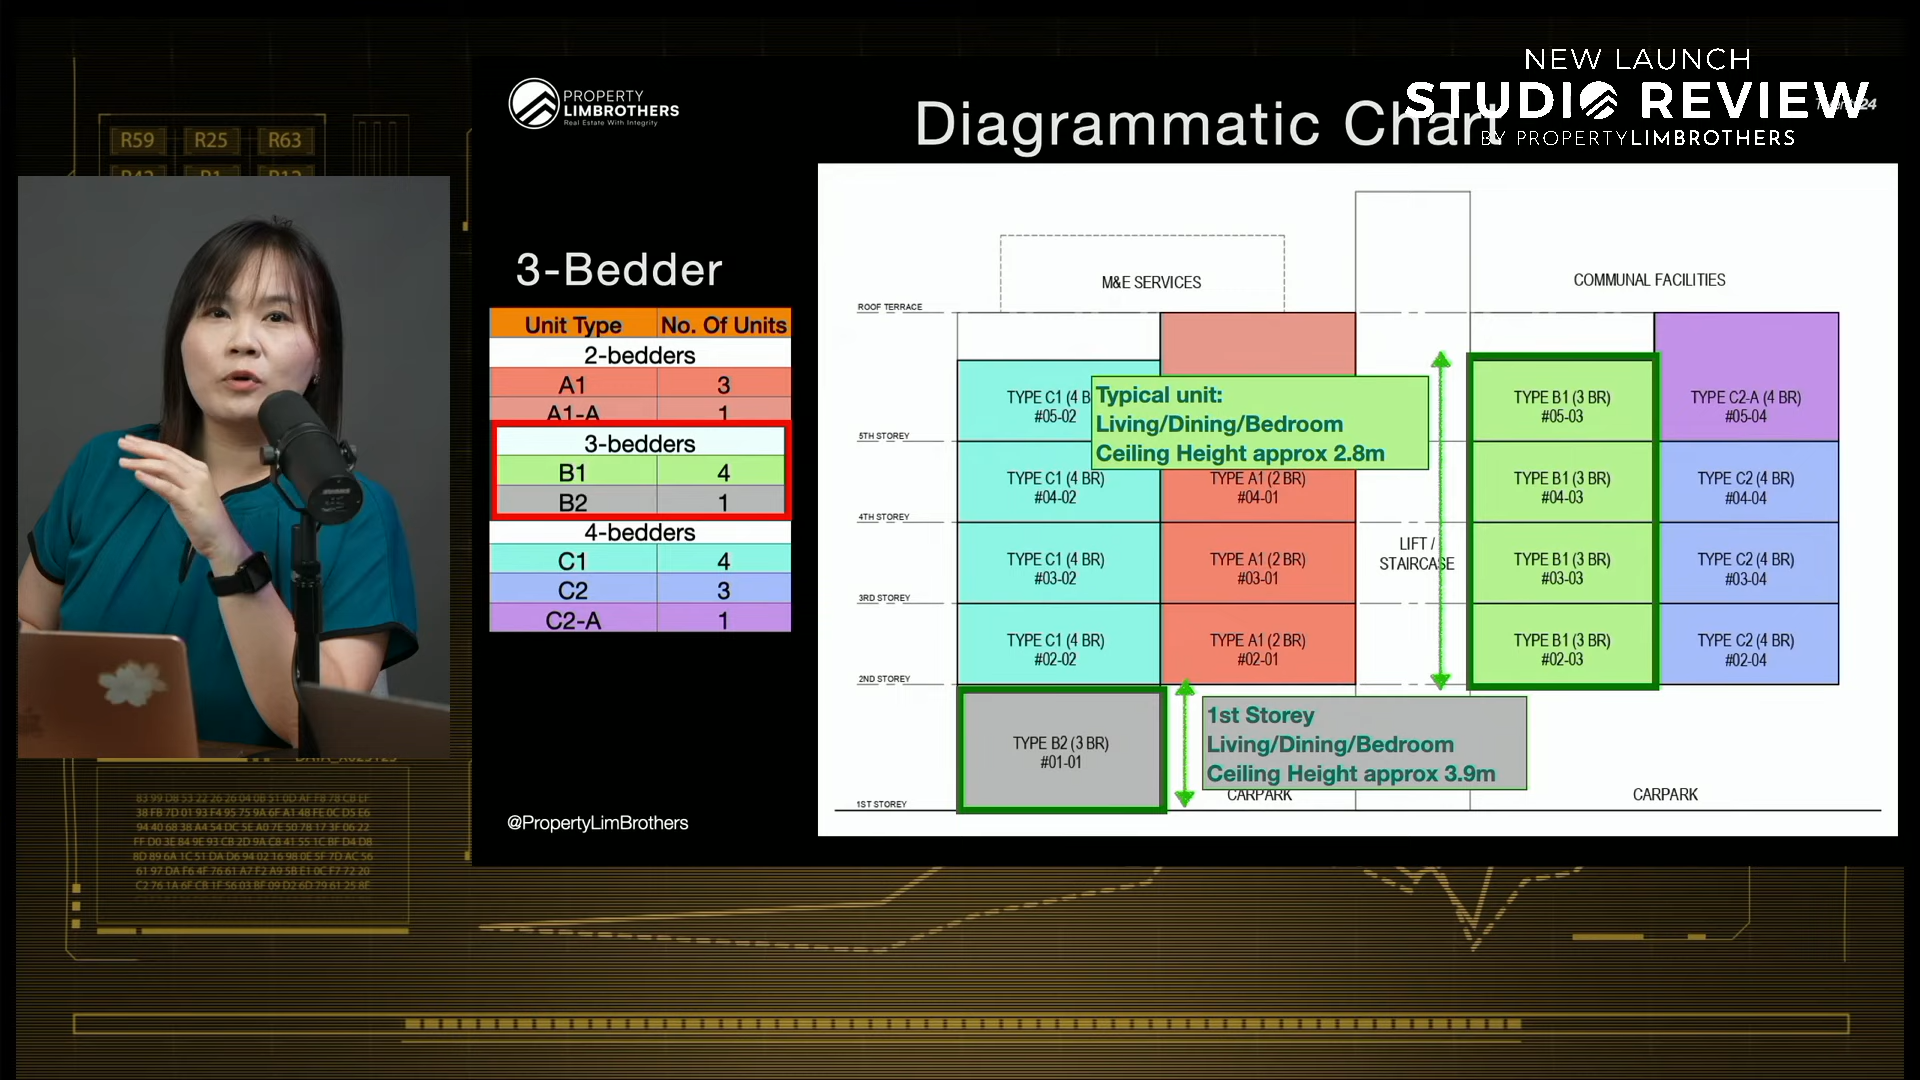 NEW LAUNCH
STUDIO REVIEW
BY PROPERTYLIMBROTHERS
PROPERTY
LIMBROTHERS
Real Estate With Integrity
Diagrammatic Chart
R59
R25
R63
3-Bedder
Unit Type
No. Of Units
2-bedders
A1
3
A1-A
1
3-bedders
B1
4
B2
1
4-bedders
C1
4
C2
3
C2-A
1
@PropertyLimBrothers
M&E SERVICES
COMMUNAL FACILITIES
ROOF TERRACE
5TH STOREY
4TH STOREY
3RD STOREY
2ND STOREY
1ST STOREY
TYPE C1 (4 B
#05-02
Typical unit:
Living/Dining/Bedroom
Ceiling Height approx 2.8m
TYPE B1 (3 BR)
#05-03
TYPE C2-A (4 BR)
#05-04
TYPE C1 (4 BR)
#04-02
TYPE A1 (2 BR)
#04-01
TYPE B1 (3 BR)
#04-03
TYPE C2 (4 BR)
#04-04
TYPE C1 (4 BR)
#03-02
TYPE A1 (2 BR)
#03-01
LIFT /
STAIRCASE
TYPE B1 (3 BR)
#03-03
TYPE C2 (4 BR)
#03-04
TYPE C1 (4 BR)
#02-02
TYPE A1 (2 BR)
#02-01
TYPE B1 (3 BR)
#02-03
TYPE C2 (4 BR)
#02-04
TYPE B2 (3 BR)
#01-01
1st Storey
Living/Dining/Bedroom
Ceiling Height approx 3.9m
CARPARK
CARPARK